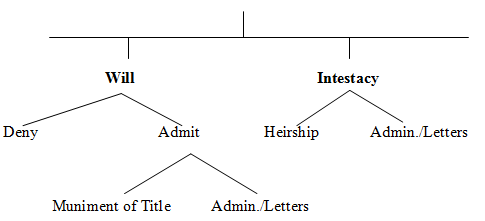 Will Intestacy
Deny Admit Heirship Admin./Letters
Muniment of Title Admin./Letters